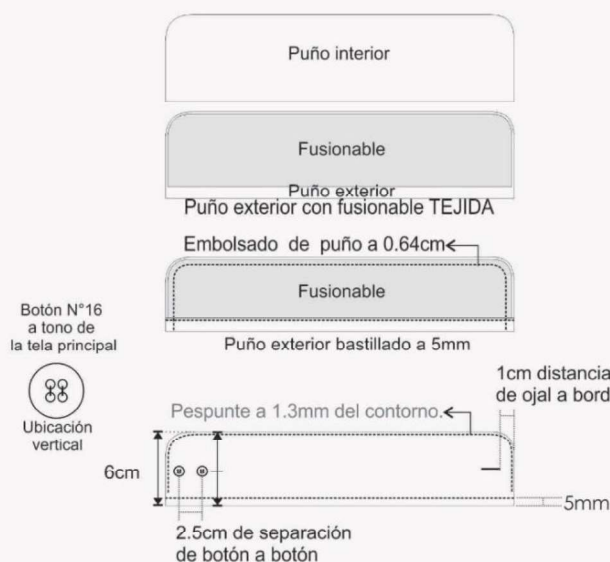 Puño interior
Fusionable
Puño exterior
Puño exterior con fusionable TEJIDA
Embolsado de puño a 0.64cm
Fusionable
Puño exterior bastillado a 5mm
Botón N°16
a tono de
la tela principal
Ubicación
vertical
1cm distancia
de ojal a bord
Pespunte a 1.3mm del contorno.
6cm
5mm
2.5cm de separación
de botón a botón